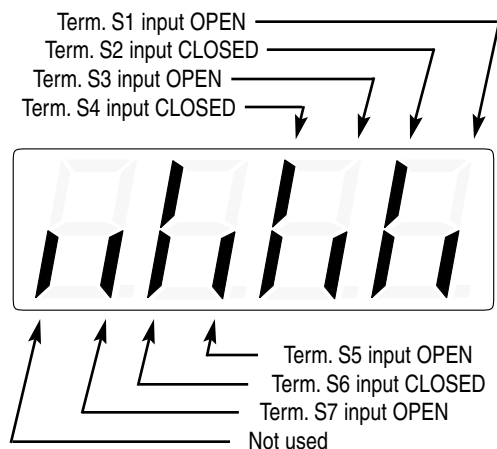 Term. S1 input OPEN
Term. S2 input CLOSED
Term. S3 input OPEN
Term. S4 input CLOSED
Term. S5 input OPEN
Term. S6 input CLOSED
Term. S7 input OPEN
Not used